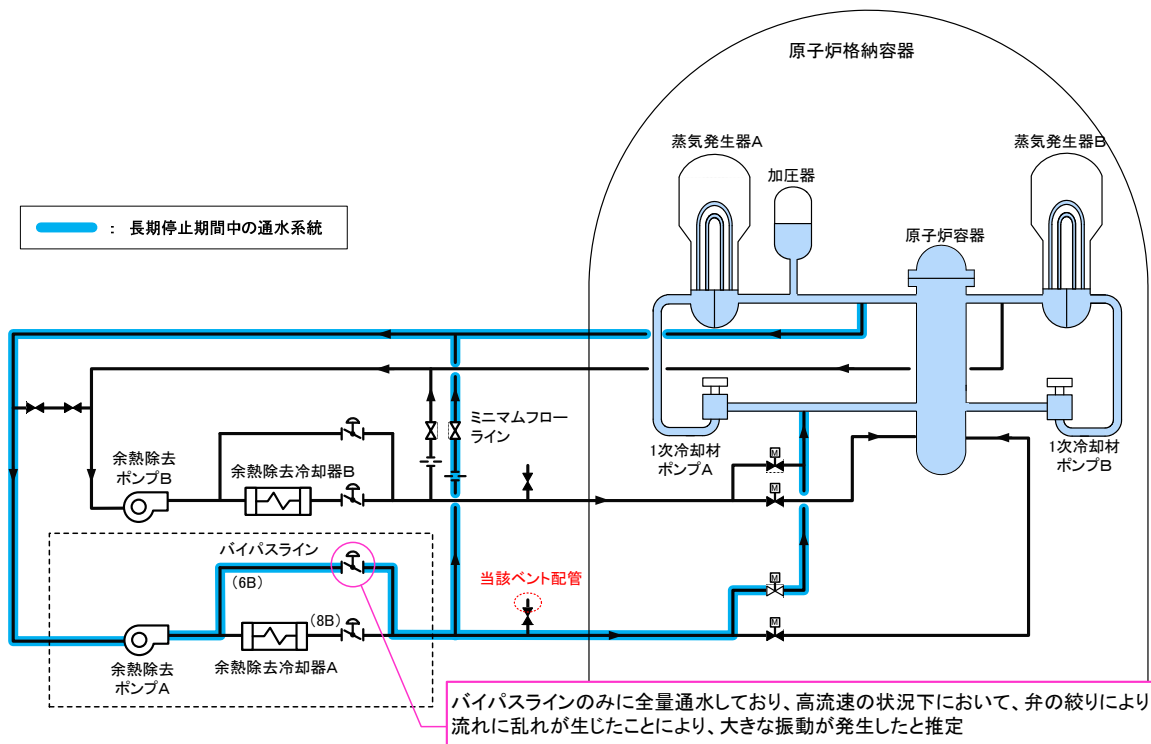 原子炉格納容器
蒸気発生器A
加圧器
蒸気発生器B
原子炉容器
： 長期停止期間中の通水系統
ミニマムフロー
ライン
余熱除去
ポンプB
余熱除去冷却器B
1次冷却材
ポンプA
1次冷却材
ポンプB
M
M
バイパスライン
(6B)
当該ベント配管
M
(8B)
M
余熱除去
ポンプA
余熱除去冷却器A
バイパスラインのみに全量通水しており、高流速の状況下において、弁の絞りにより
流れに乱れが生じたことにより、大きな振動が発生したと推定